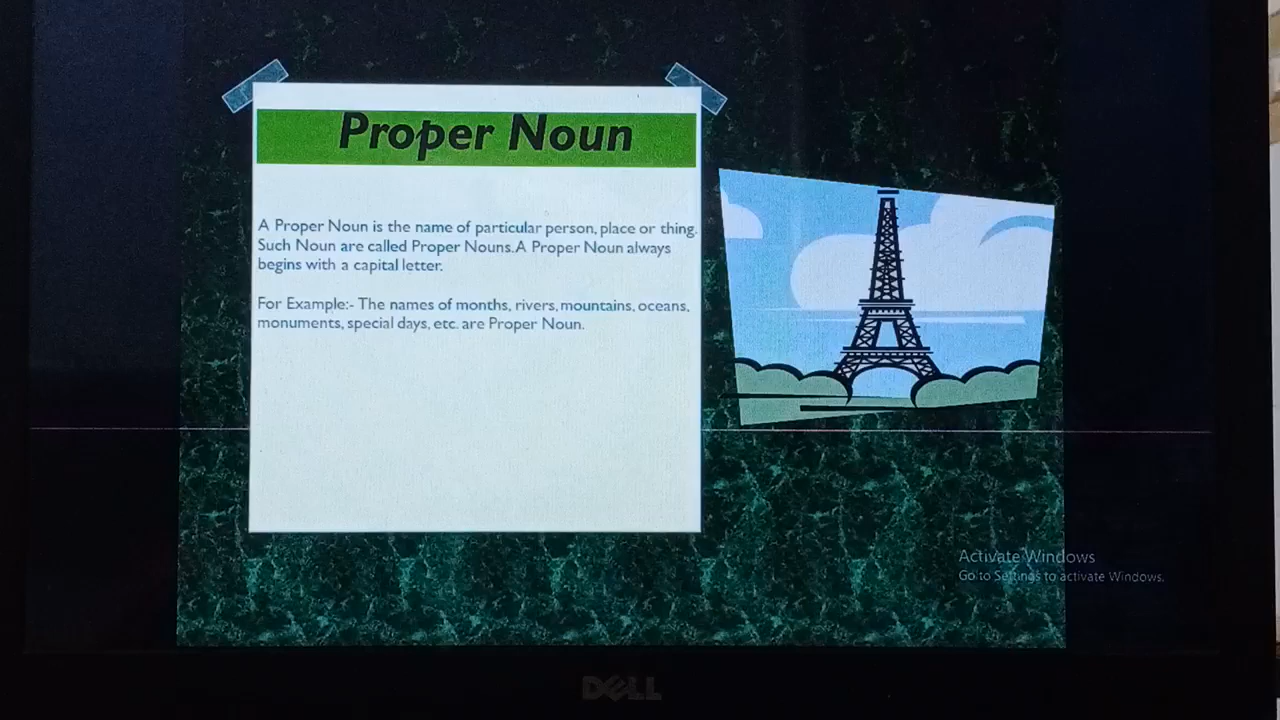 Proper Noun
A Proper Noun is the name of particular person, place or thing.
Such Noun are called Proper Nouns.A Proper Noun always
begins with a capital letter.
For Example:- The names of months, rivers, mountains, oceans,
monuments, special days, etc. are Proper Noun.
Activate Windows
Go to Settings to activate Windows.
DELL